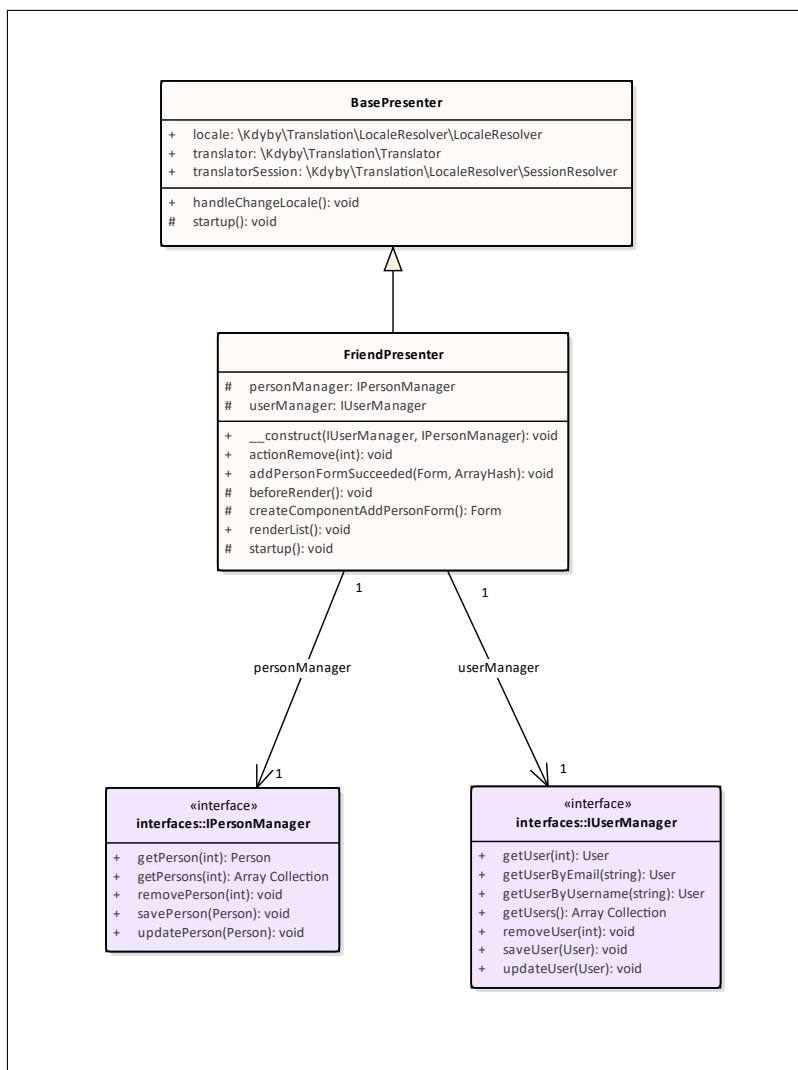 BasePresenter
+ locale: \Kdyby\Translation\LocaleResolver\LocaleResolver
+ translator: \Kdyby\Translation\Translator
+ translatorSession: \Kdyby\Translation\LocaleResolver\SessionResolver
+ handleChangeLocale(): void
# startup(): void
FriendPresenter
# personManager: IPersonManager
# userManager: IUserManager
+ __construct(IUserManager, IPersonManager): void
+ actionRemove(int): void
+ addPersonFormSucceeded(Form, ArrayHash): void
# beforeRender(): void
# createComponentAddPersonForm(): Form
+ renderList(): void
# startup(): void
1
1
personManager
userManager
1
1
«interface»
interfaces::IPersonManager
+ getPerson(int): Person
+ getPersons(int): Array Collection
+ removePerson(int): void
+ savePerson(Person): void
+ updatePerson(Person): void
«interface»
interfaces::IUserManager
+ getUser(int): User
+ getUserByEmail(string): User
+ getUserByUsername(string): User
+ getUsers(): Array Collection
+ removeUser(int): void
+ saveUser(User): void
+ updateUser(User): void